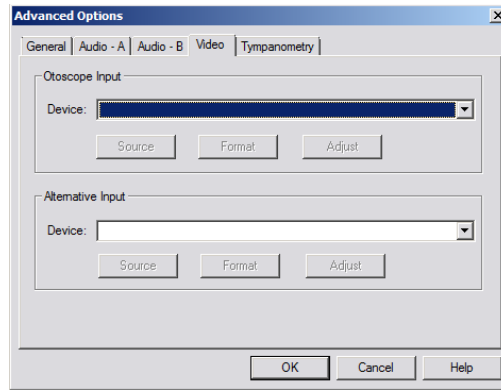 Advanced Options
General Audio - A Audio - B Video Tympanometry
Otoscope Input
Device:
Source Format Adjust
Alternative Input
Device:
Source Format Adjust
OK Cancel Help